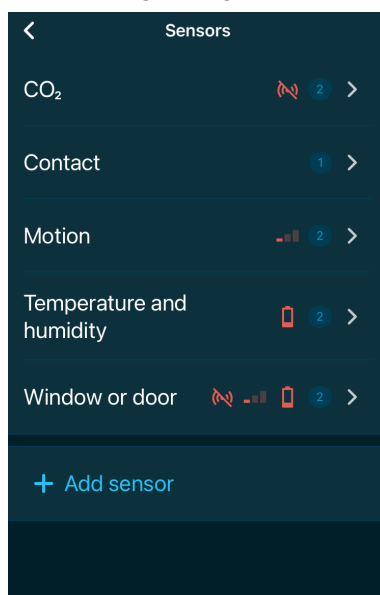 Sensors
CO₂ 2
Contact 1
Motion 2
Temperature and
humidity 2
Window or door 2
+ Add sensor